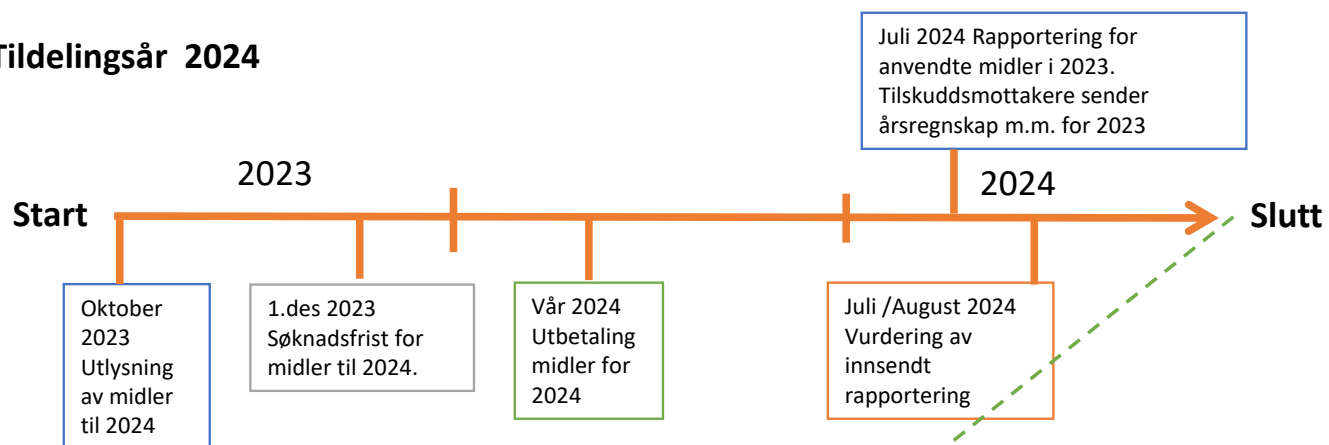 Tildelingsår 2024
Juli 2024 Rapportering for
anvendte midler i 2023.
Tilskuddsmottakere sender
årsregnskap m.m. for 2023
2023
2024
Start
Slutt
Oktober
2023
Utlysning
av midler
til 2024
1.des 2023
Søknadsfrist for
midler til 2024.
Vår 2024
Utbetaling
midler for
2024
Juli /August 2024
Vurdering av
innsendt
rapportering